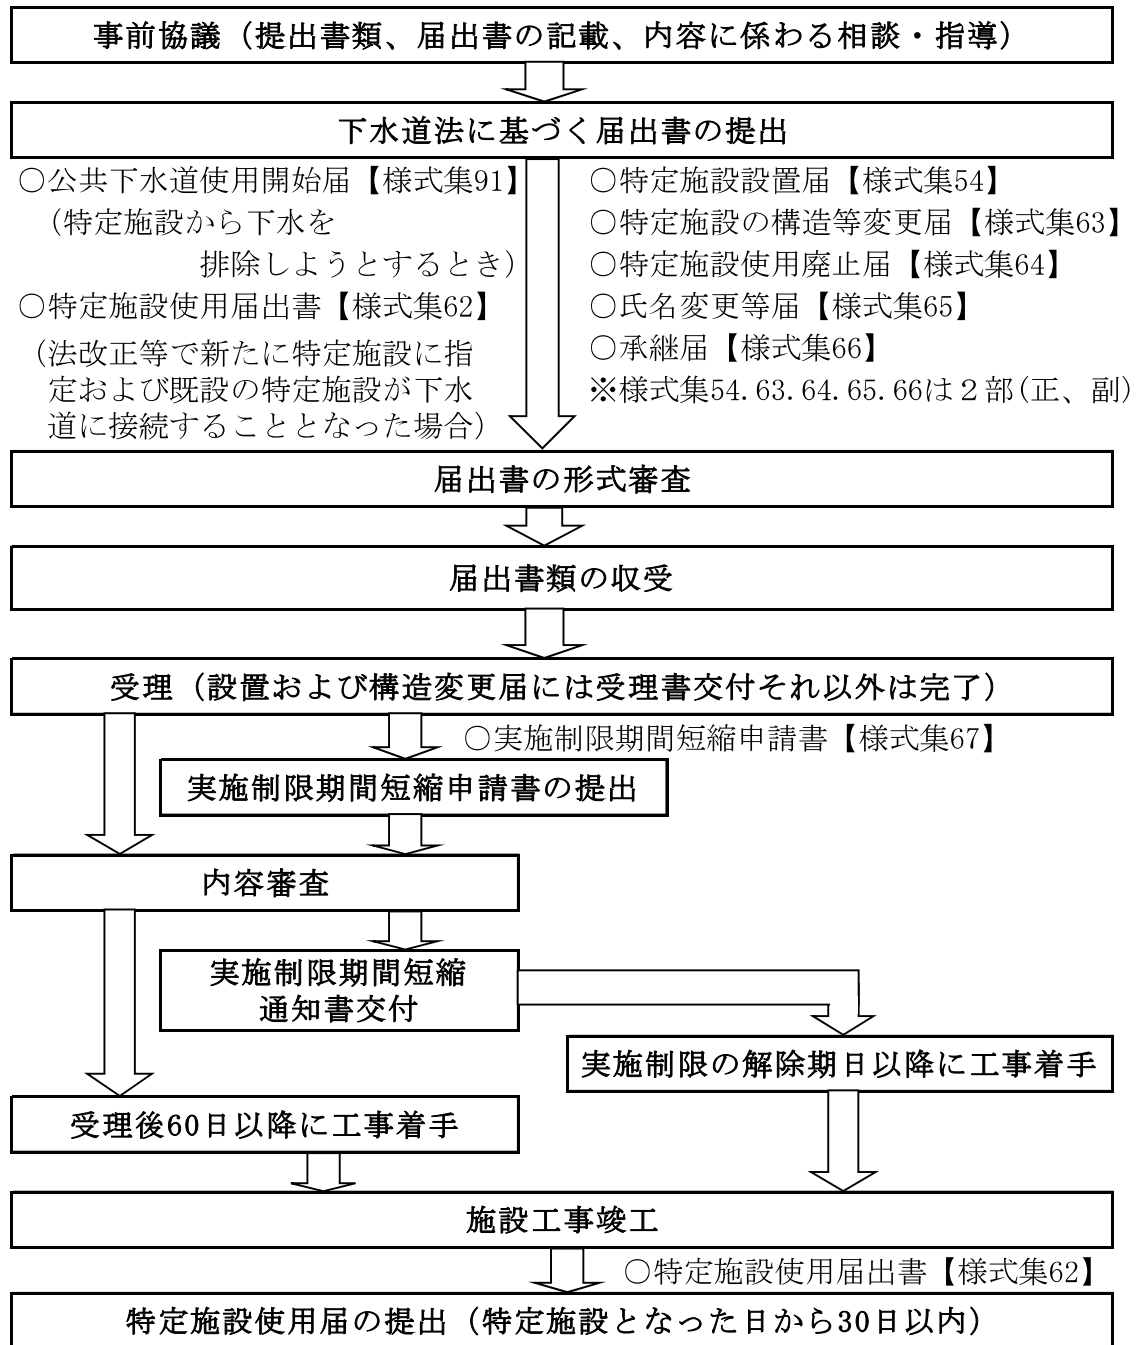 事前協議（提出書類、届出書の記載、内容に係わる相談・指導）
下水道法に基づく届出書の提出
○公共下水道使用開始届【様式集91】
（特定施設から下水を
排除しようとするとき）
○特定施設使用届出書【様式集62】
（法改正等で新たに特定施設に指
定および既設の特定施設が下水
道に接続することとなった場合）
○特定施設設置届【様式集54】
○特定施設の構造等変更届【様式集63】
○特定施設使用廃止届【様式集64】
○氏名変更等届【様式集65】
○承継届【様式集66】
※様式集54.63.64.65.66は２部(正、副)
届出書の形式審査
届出書類の収受
受理（設置および構造変更届には受理書交付それ以外は完了）
○実施制限期間短縮申請書【様式集67】
実施制限期間短縮申請書の提出
内容審査
実施制限期間短縮
通知書交付
実施制限の解除期日以降に工事着手
受理後60日以降に工事着手
施設工事竣工
○特定施設使用届出書【様式集62】
特定施設使用届の提出（特定施設となった日から30日以内）